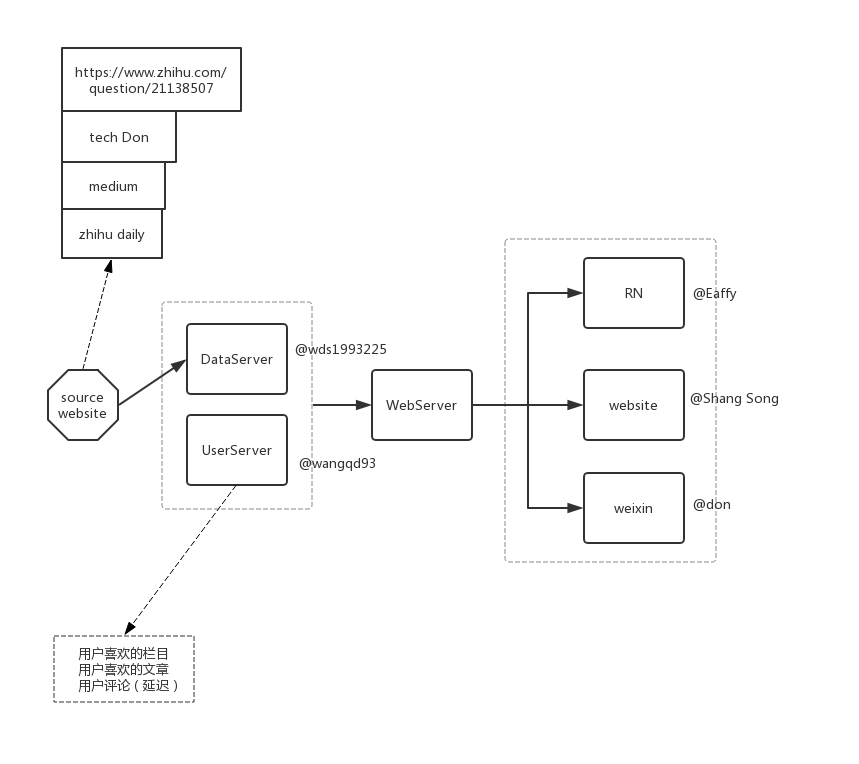 https://www.zhihu.com/
question/21138507
tech Don
medium
zhihu daily
source
website
DataServer
@wds1993225
UserServer
@wangqd93
WebServer
RN
@Eaffy
website
@Shang Song
weixin
@don
用户喜欢的栏目
用户喜欢的文章
用户评论(延迟)